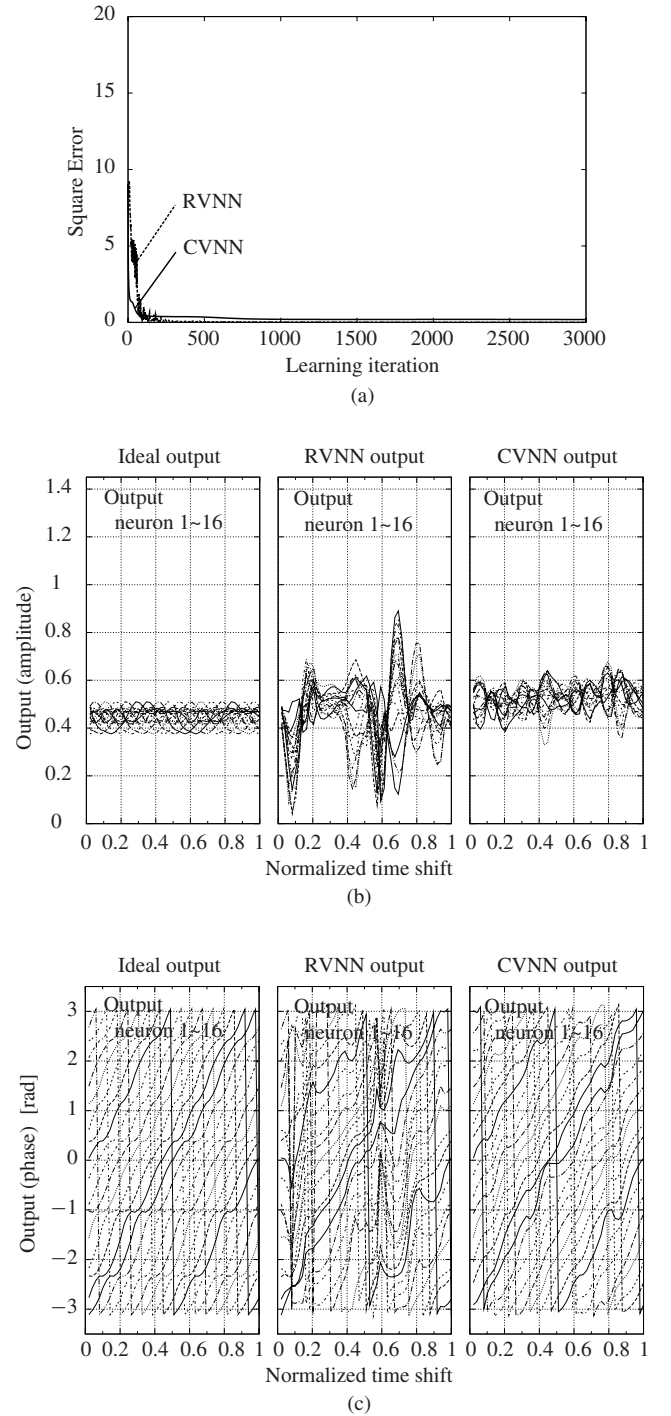 20
15
10
5
0
Square Error
RVNN
CVNN
0 500 1000 1500 2000 2500 3000
Learning iteration
(a)
Ideal output RVNN output CVNN output
1.4
1.2
1
0.8
0.6
0.4
0.2
0
Output (amplitude)
Output
neuron 1~16
Output
neuron 1~16
Output
neuron 1~16
0 0.2 0.4 0.6 0.8 1 0 0.2 0.4 0.6 0.8 1 0 0.2 0.4 0.6 0.8 1
Normalized time shift
(b)
Ideal output RVNN output CVNN output
3
2
1
0
−1
−2
−3
Output (phase) [rad]
Output
neuron 1~16
Output
neuron 1~16
Output
neuron 1~16
0 0.2 0.4 0.6 0.8 1 0 0.2 0.4 0.6 0.8 1 0 0.2 0.4 0.6 0.8 1
Normalized time shift
(c)